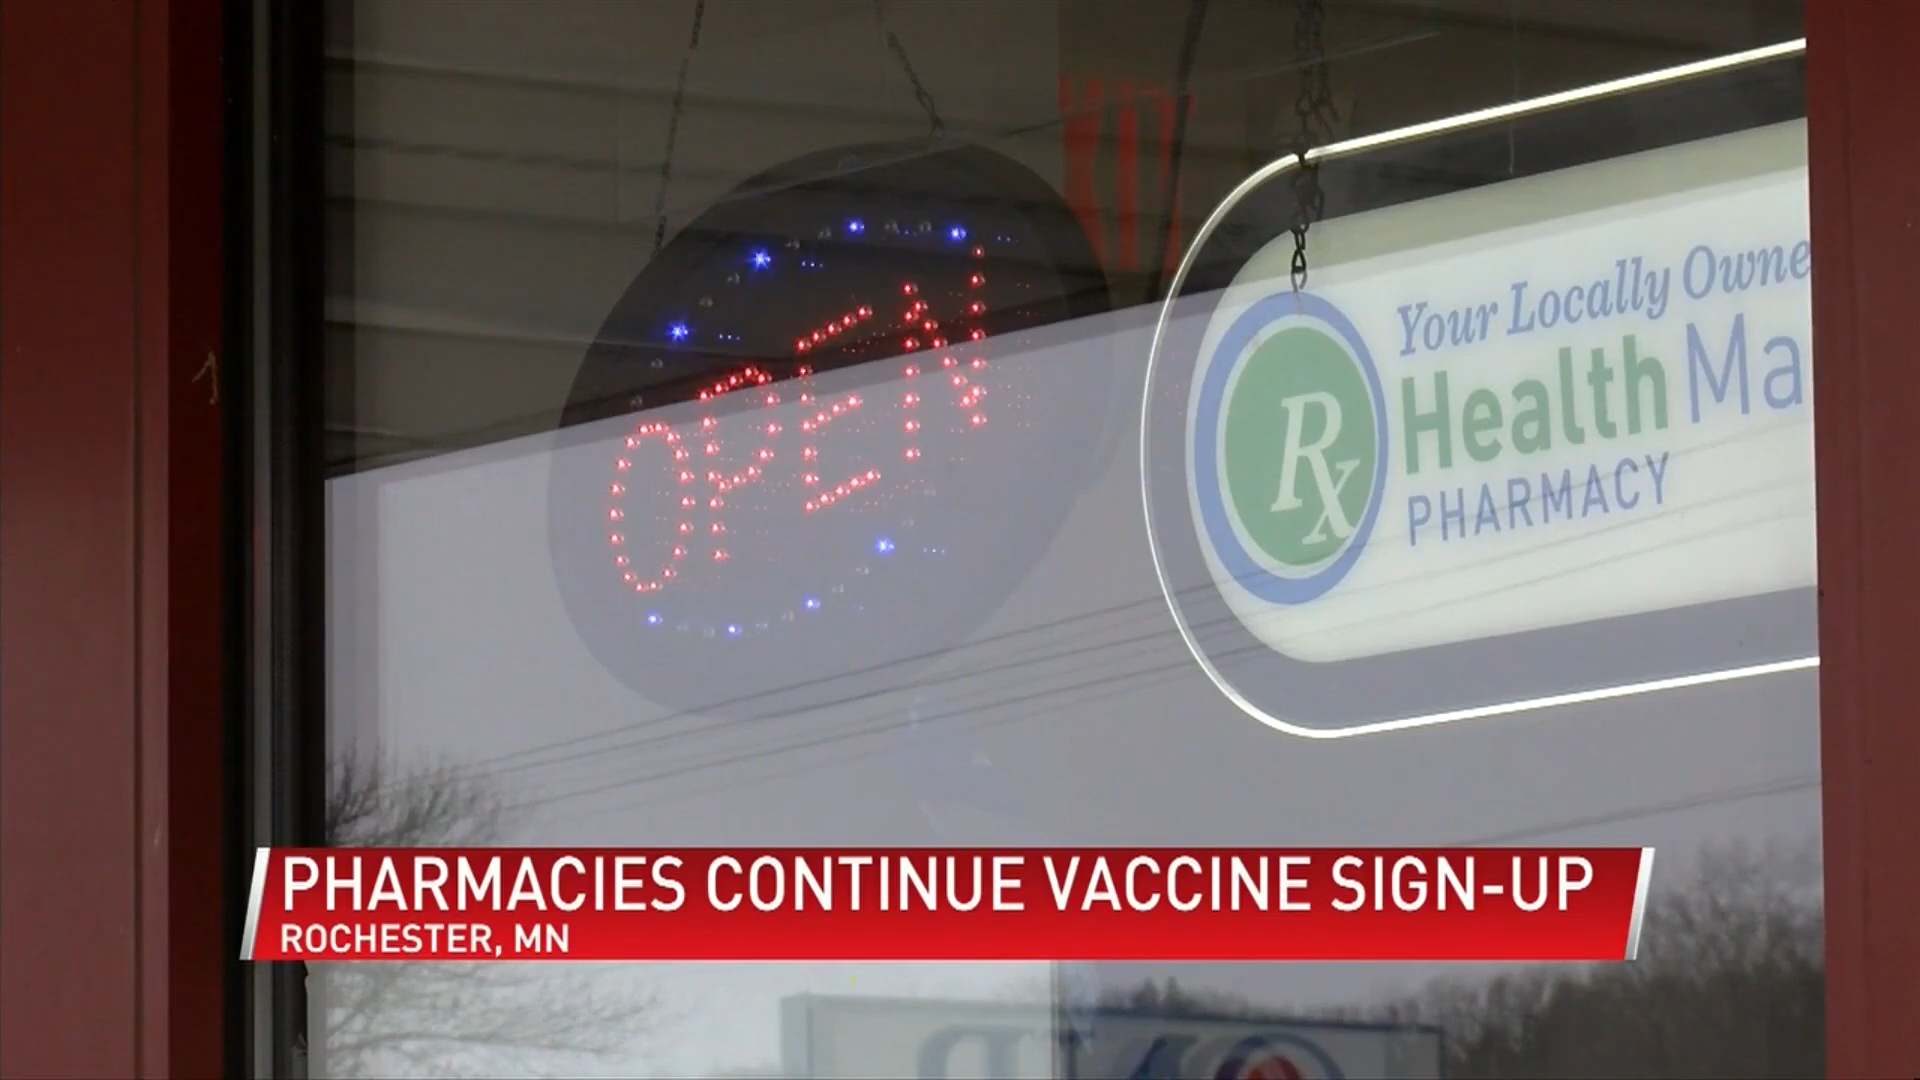 OPEN
Your Locally Owne
Rx
Health Ma
PHARMACY
PHARMACIES CONTINUE VACCINE SIGN-UP
ROCHESTER, MN